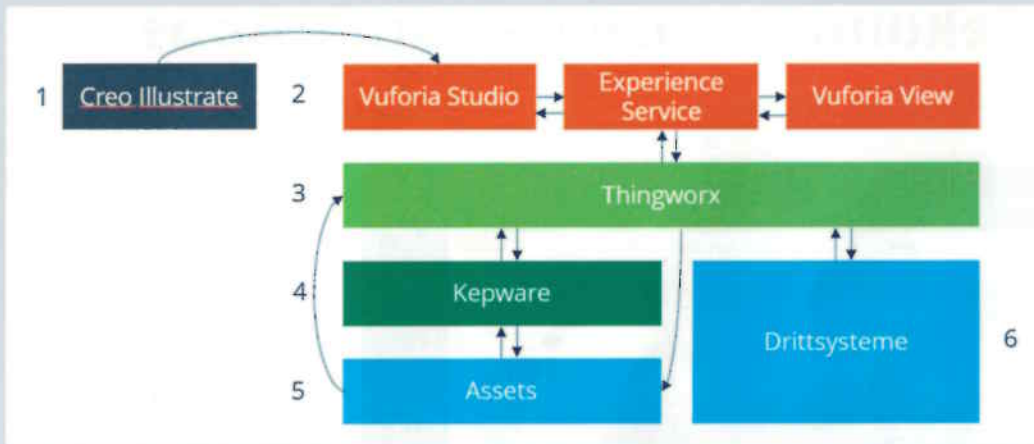 1
Creo Illustrate
2
Vuforia Studio
Experience
Service
Vuforia View
3
Thingworx
4
Kepware
Drittsysteme
6
5
Assets